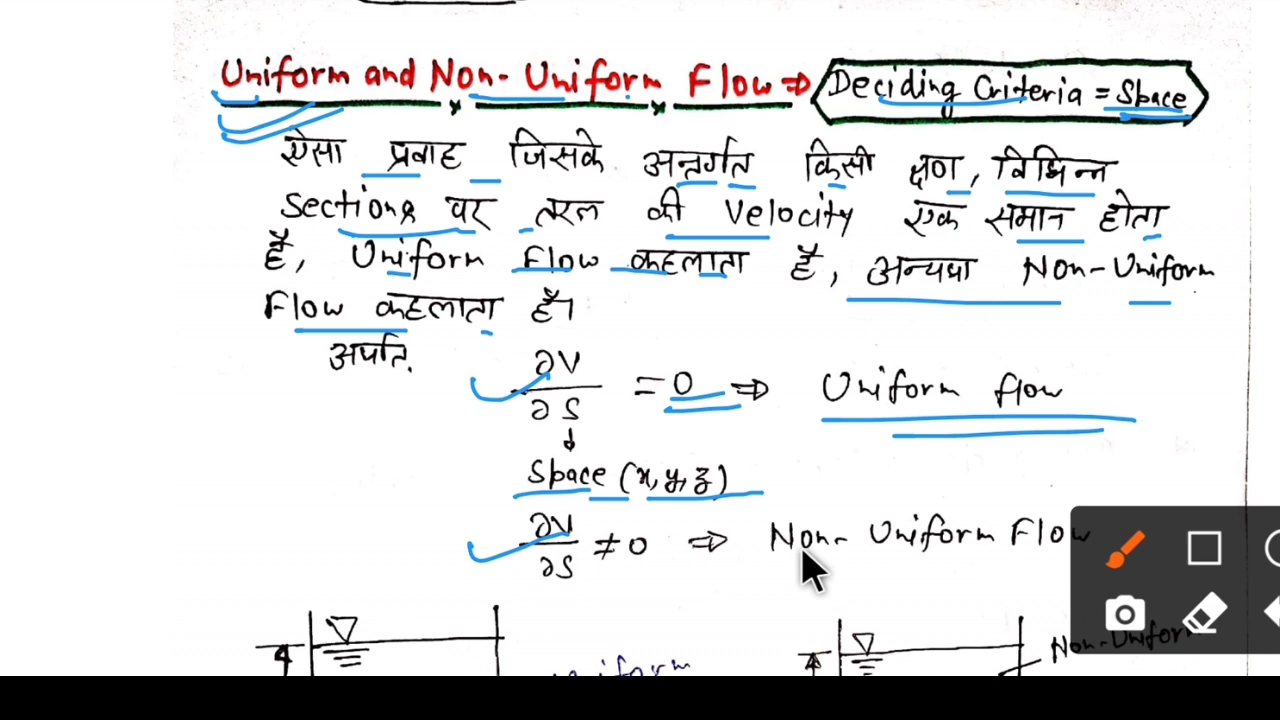 Uniform and Non-Uniform Flow ⇒ Deciding Criteria = Space
ऐसा प्रवाह जिसके अन्तर्गत किसी क्षण, विभिन्न
Sections पर तरल की Velocity एक समान होता
है, Uniform Flow कहलाता है, अन्यथा Non-Uniform
Flow कहलाता है।
∂V/∂S = 0 ⇒ Uniform flow
↓
Space (x, y, z)
∂V/∂S ≠ 0 ⇒ Non-Uniform Flow
Non-Uniform